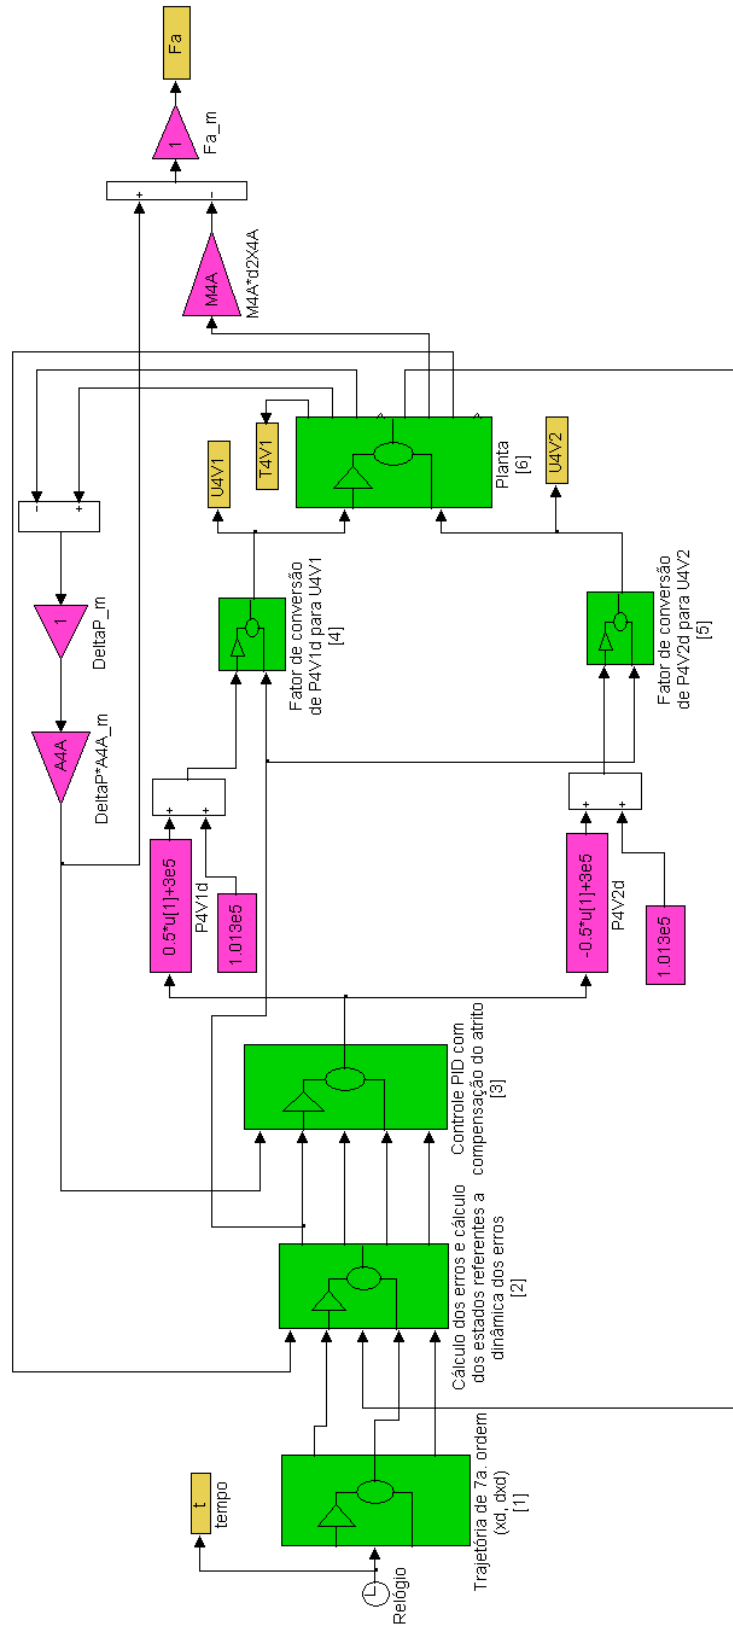 Relógio
t
tempo
Trajetória de 7a. ordem
(xd, dxd)
[1]
Cálculo dos erros e cálculo
dos estados referentes a
dinâmica dos erros
[2]
Controle PID com
compensação do atrito
[3]
0.5*u[1]+3e5
P4V1d
1.013e5
+
+
-0.5*u[1]+3e5
P4V2d
1.013e5
+
+
Fator de conversão
de P4V1d para U4V1
[4]
Fator de conversão
de P4V2d para U4V2
[5]
U4V1
T4V1
U4V2
Planta
[6]
-
+
1
DeltaP_m
A4A
DeltaP*A4A_m
M4A
M4A*d2X4A
+
-
1
Fa_m
Fa